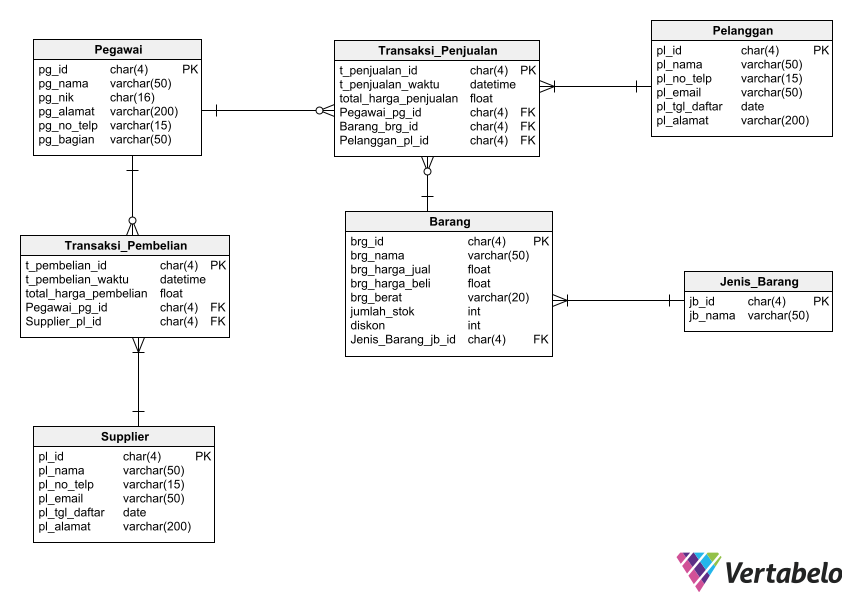 Pegawai
pg_id char(4) PK
pg_nama varchar(50)
pg_nik char(16)
pg_alamat varchar(200)
pg_no_telp varchar(15)
pg_bagian varchar(50)
Transaksi_Penjualan
t_penjualan_id char(4) PK
t_penjualan_waktu datetime
total_harga_penjualan float
Pegawai_pg_id char(4) FK
Barang_brg_id char(4) FK
Pelanggan_pl_id char(4) FK
Pelanggan
pl_id char(4) PK
pl_nama varchar(50)
pl_no_telp varchar(15)
pl_email varchar(50)
pl_tgl_daftar date
pl_alamat varchar(200)
Transaksi_Pembelian
t_pembelian_id char(4) PK
t_pembelian_waktu datetime
total_harga_pembelian float
Pegawai_pg_id char(4) FK
Supplier_pl_id char(4) FK
Barang
brg_id char(4) PK
brg_nama varchar(50)
brg_harga_jual float
brg_harga_beli float
brg_berat varchar(20)
jumlah_stok int
diskon int
Jenis_Barang_jb_id char(4) FK
Jenis_Barang
jb_id char(4) PK
jb_nama varchar(50)
Supplier
pl_id char(4) PK
pl_nama varchar(50)
pl_no_telp varchar(15)
pl_email varchar(50)
pl_tgl_daftar date
pl_alamat varchar(200)
Vertabelo